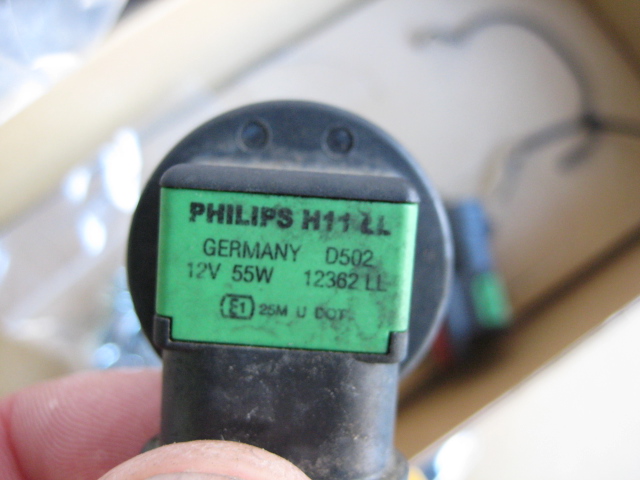 PHILIPS H11 LL
GERMANY D502
12V 55W 12362 LL
E1 25M U DOT